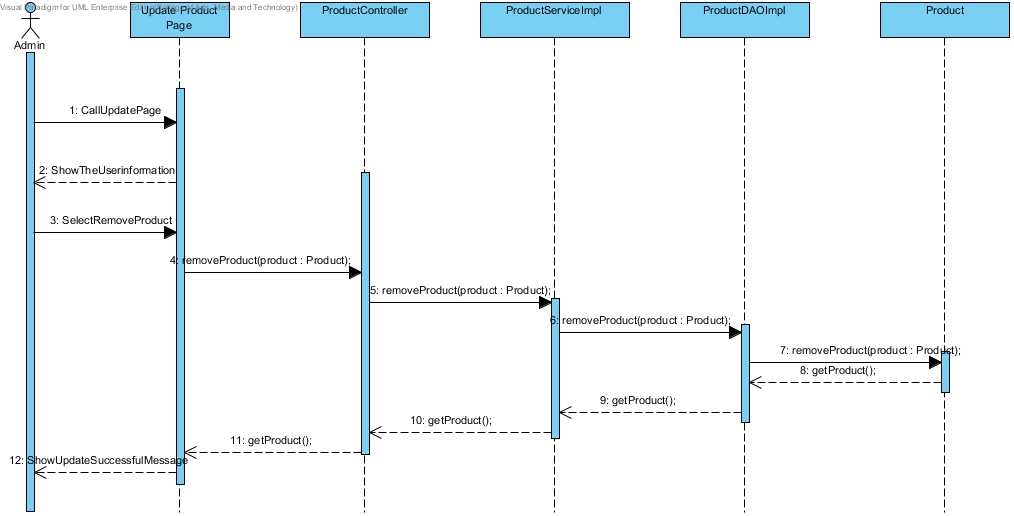 Visual Paradigm for UML Enterprise Edition and Technology)
Update Product
Page
ProductController
ProductServiceImpl
ProductDAOImpl
Product
Admin
1: CallUpdatePage
2: ShowTheUserinformation
3: SelectRemoveProduct
4: removeProduct(product : Product);
5: removeProduct(product : Product);
6: removeProduct(product : Product);
7: removeProduct(product : Product);
8: getProduct();
9: getProduct();
10: getProduct();
11: getProduct();
12: ShowUpdateSuccessfulMessage